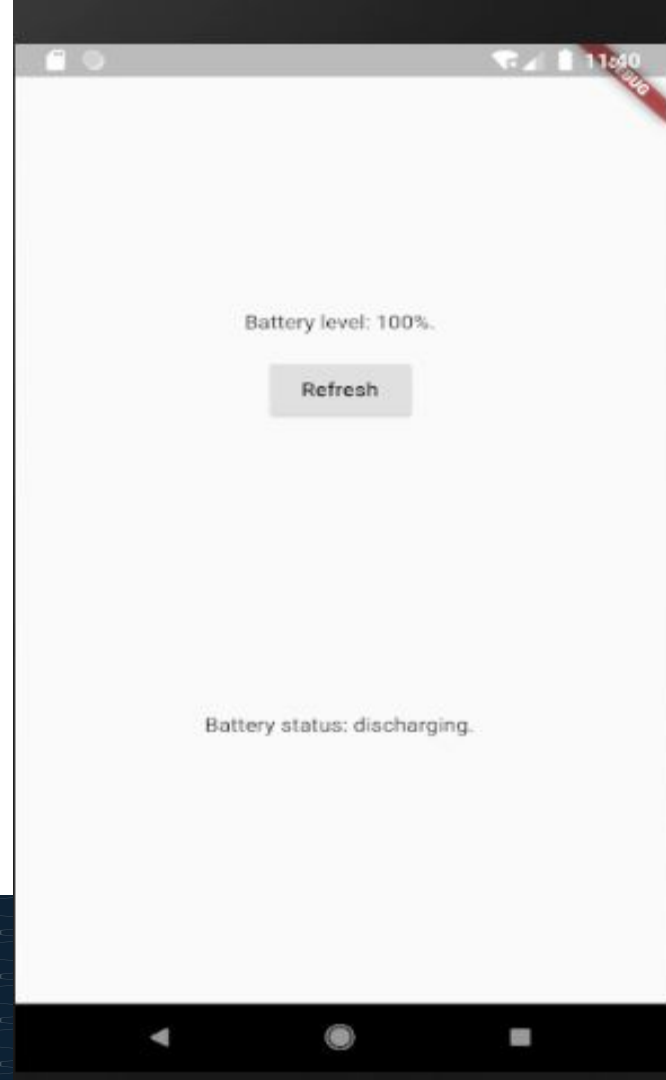 11:40
DEBUG
Battery level: 100%.
Refresh
Battery status: discharging.